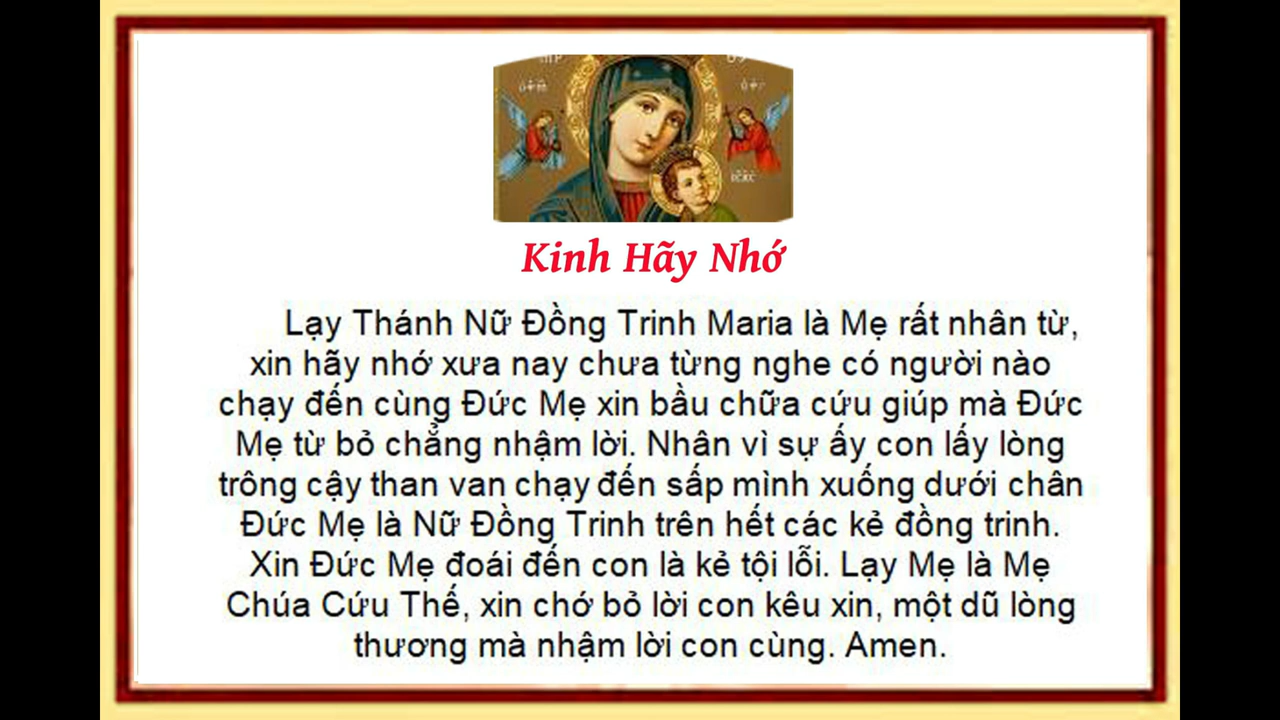 Kinh Hãy Nhớ
Lạy Thánh Nữ Đồng Trinh Maria là Mẹ rất nhân từ,
xin hãy nhớ xưa nay chưa từng nghe có người nào
chạy đến cùng Đức Mẹ xin bầu chữa cứu giúp mà Đức
Mẹ từ bỏ chẳng nhậm lời. Nhân vì sự ấy con lấy lòng
trông cậy than van chạy đến sấp mình xuống dưới chân
Đức Mẹ là Nữ Đồng Trinh trên hết các kẻ đồng trinh.
Xin Đức Mẹ đoái đến con là kẻ tội lỗi. Lạy Mẹ là Mẹ
Chúa Cứu Thế, xin chớ bỏ lời con kêu xin, một dũ lòng
thương mà nhậm lời con cùng. Amen.